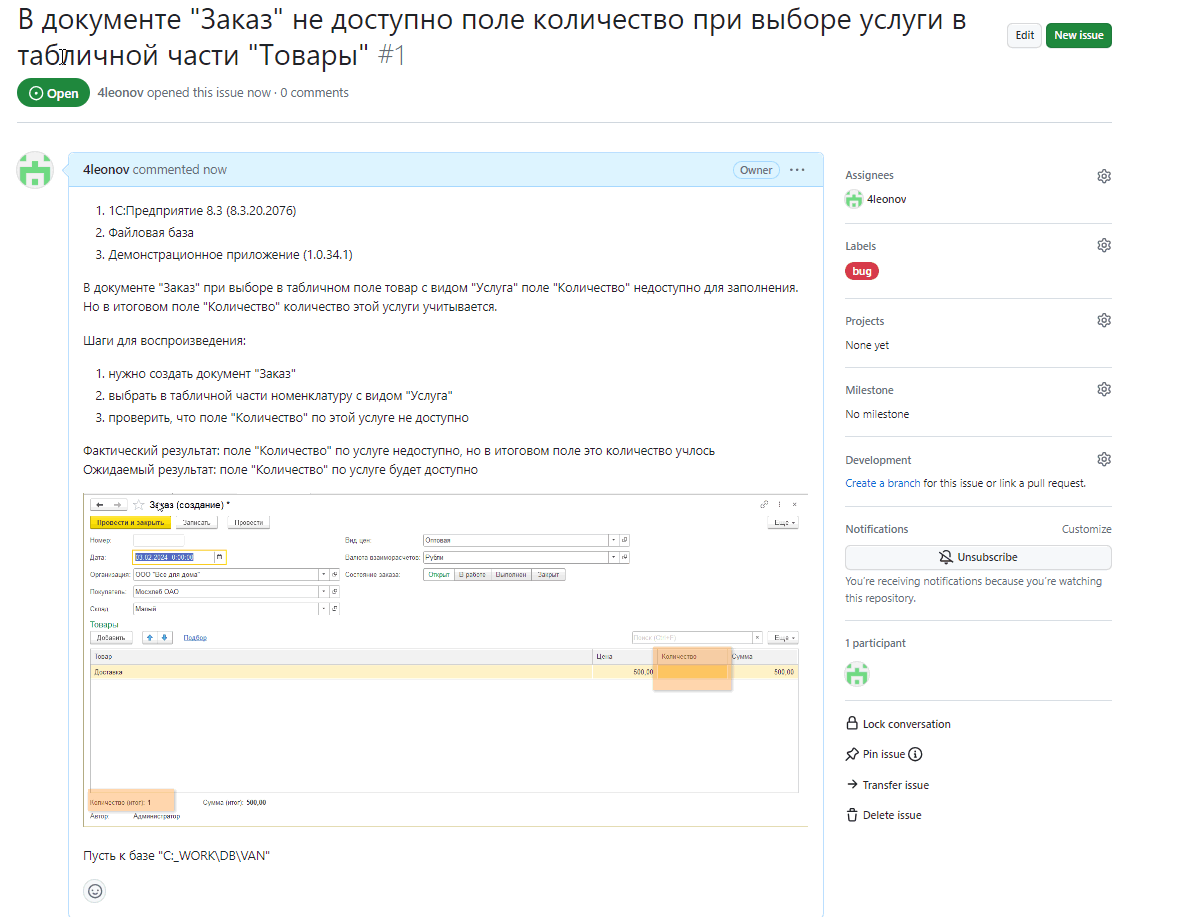 В документе "Заказ" не доступно поле количество при выборе услуги в
табличной части "Товары" #1
Edit
New issue
Open
4leonov opened this issue now · 0 comments
4leonov commented now
Owner
1. 1С:Предприятие 8.3 (8.3.20.2076)
2. Файловая база
3. Демонстрационное приложение (1.0.34.1)
В документе "Заказ" при выборе в табличном поле товар с видом "Услуга" поле "Количество" недоступно для заполнения.
Но в итоговом поле "Количество" количество этой услуги учитывается.
Шаги для воспроизведения:
1. нужно создать документ "Заказ"
2. выбрать в табличной части номенклатуру с видом "Услуга"
3. проверить, что поле "Количество" по этой услуге не доступно
Фактический результат: поле "Количество" по услуге недоступно, но в итоговом поле это количество учлось
Ожидаемый результат: поле "Количество" по услуге будет доступно
Заказ (создание) *
Провести и закрыть
Записать
Провести
Еще
Номер:
Вид цен:
Оптовая
Дата:
03.02.2024 0:00:00
Валюта взаиморасчетов:
Рубли
Организация:
ООО "Все для дома"
Состояние заказа:
Открыт
В работе
Выполнен
Закрыт
Покупатель:
Мосхлеб ОАО
Склад:
Малый
Товары
Добавить
Подбор
Поиск (Ctrl+F)
Еще
Товар
Цена
Количество
Сумма
Доставка
500,00
500,00
Количество (итог): 1
Сумма (итог): 500,00
Автор:
Администратор
Пусть к базе "C:_WORK\DB\VAN"
Assignees
4leonov
Labels
bug
Projects
None yet
Milestone
No milestone
Development
Create a branch for this issue or link a pull request.
Notifications
Customize
Unsubscribe
You're receiving notifications because you're watching
this repository.
1 participant
Lock conversation
Pin issue
Transfer issue
Delete issue